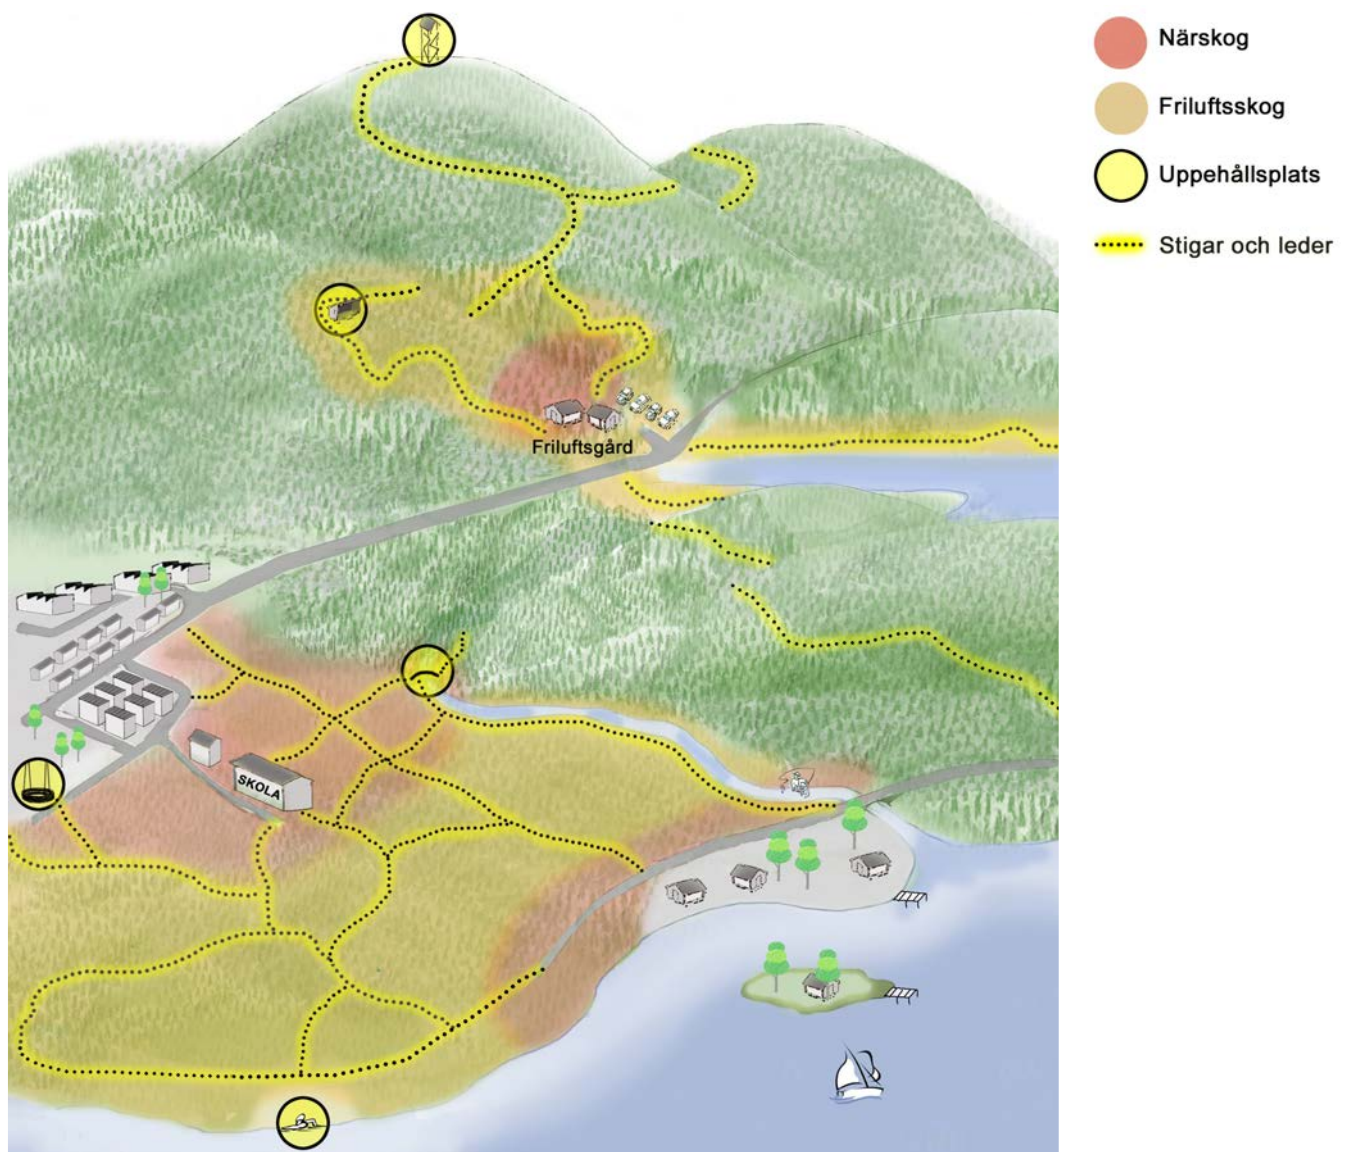 Närskog
Friluftsskog
Uppehållsplats
Stigar och leder
Friluftsgård
SKOLA